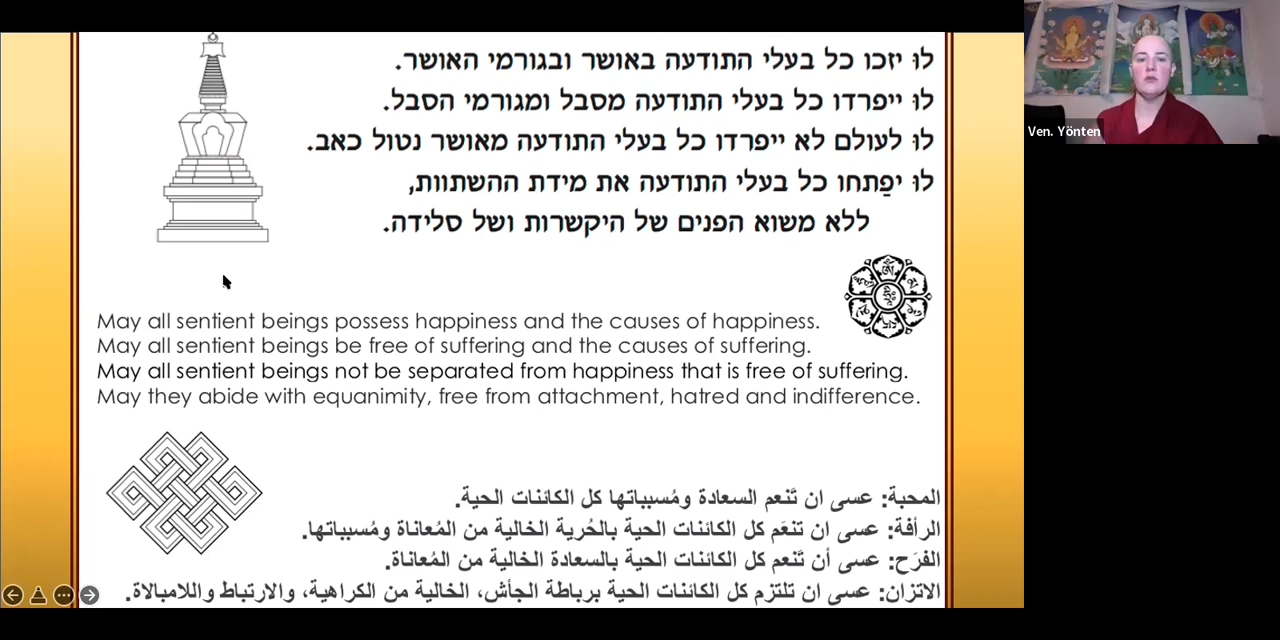 לוּ יזכו כל בעלי התודעה באושר ובגורמי האושר.
לוּ ייפרדו כל בעלי התודעה מסבל ומגורמי הסבל.
לוּ לעולם לא ייפרדו כל בעלי התודעה מאושר נטול כאב.
לוּ יפַתחו כל בעלי התודעה את מידת ההשתוות,
ללא משוא הפנים של היקשרות ושל סלידה.
May all sentient beings possess happiness and the causes of happiness.
May all sentient beings be free of suffering and the causes of suffering.
May all sentient beings not be separated from happiness that is free of suffering.
May they abide with equanimity, free from attachment, hatred and indifference.
المحبة: عسى ان تَنعم السعادة ومُسبباتها كل الكائنات الحية.
الرأفة: عسى ان تنعَم كل الكائنات الحية بالحُرية الخالية من المُعاناة ومُسبباتها.
الفرَح: عسى أن تَنعم كل الكائنات الحية بالسعادة الخالية من المُعاناة.
الاتزان: عسى ان تلتزم كل الكائنات الحية برباطة الجأش، الخالية من الكراهية، والارتباط واللامبالاة.
Ven. Yönten